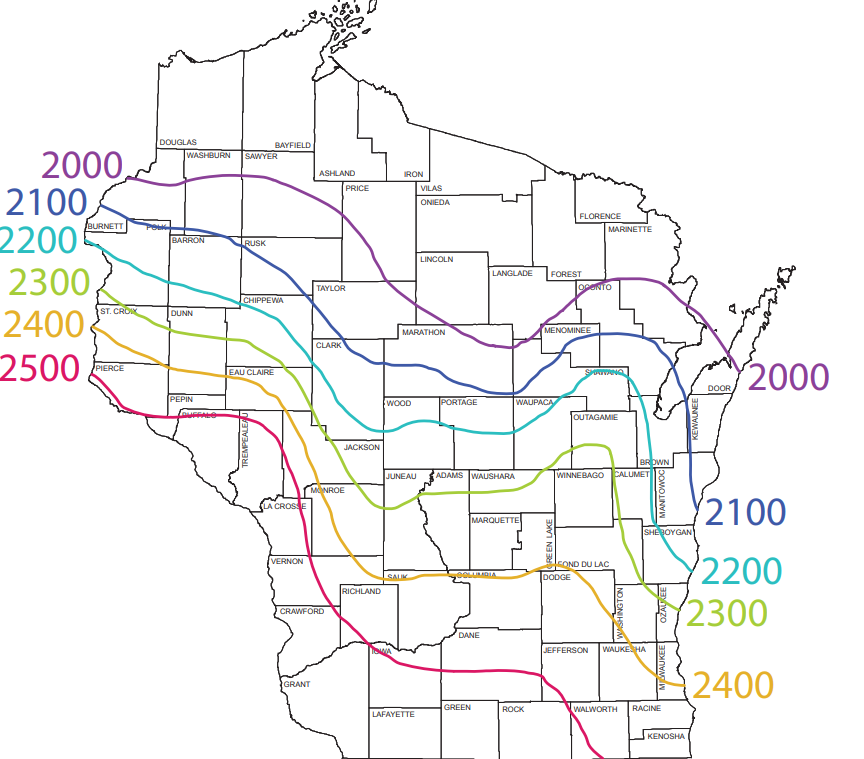 DOUGLAS
BAYFIELD
WASHBURN
SAWYER
2000
ASHLAND
IRON
PRICE
VILAS
2100
ONIEDA
FLORENCE
BURNETT
POLK
MARINETTE
2200
BARRON
RUSK
LINCOLN
LANGLADE
FOREST
2300
TAYLOR
OCONTO
CHIPPEWA
ST. CROIX
DUNN
2400
MARATHON
MENOMINEE
CLARK
2500
PIERCE
EAU CLAIRE
SHAWANO
2000
DOOR
PEPIN
WOOD
PORTAGE
WAUPACA
KEWAUNEE
BUFFALO
OUTAGAMIE
TREMPEALEAU
JACKSON
BROWN
JUNEAU
ADAMS
WAUSHARA
WINNEBAGO
CALUMET
MANITOWOC
MONROE
LA CROSSE
2100
MARQUETTE
GREEN LAKE
SHEBOYGAN
VERNON
FOND DU LAC
2200
SAUK
COLUMBIA
DODGE
RICHLAND
WASHINGTON
OZAUKEE
CRAWFORD
2300
DANE
IOWA
JEFFERSON
WAUKESHA
MILWAUKEE
GRANT
2400
LAFAYETTE
GREEN
ROCK
WALWORTH
RACINE
KENOSHA